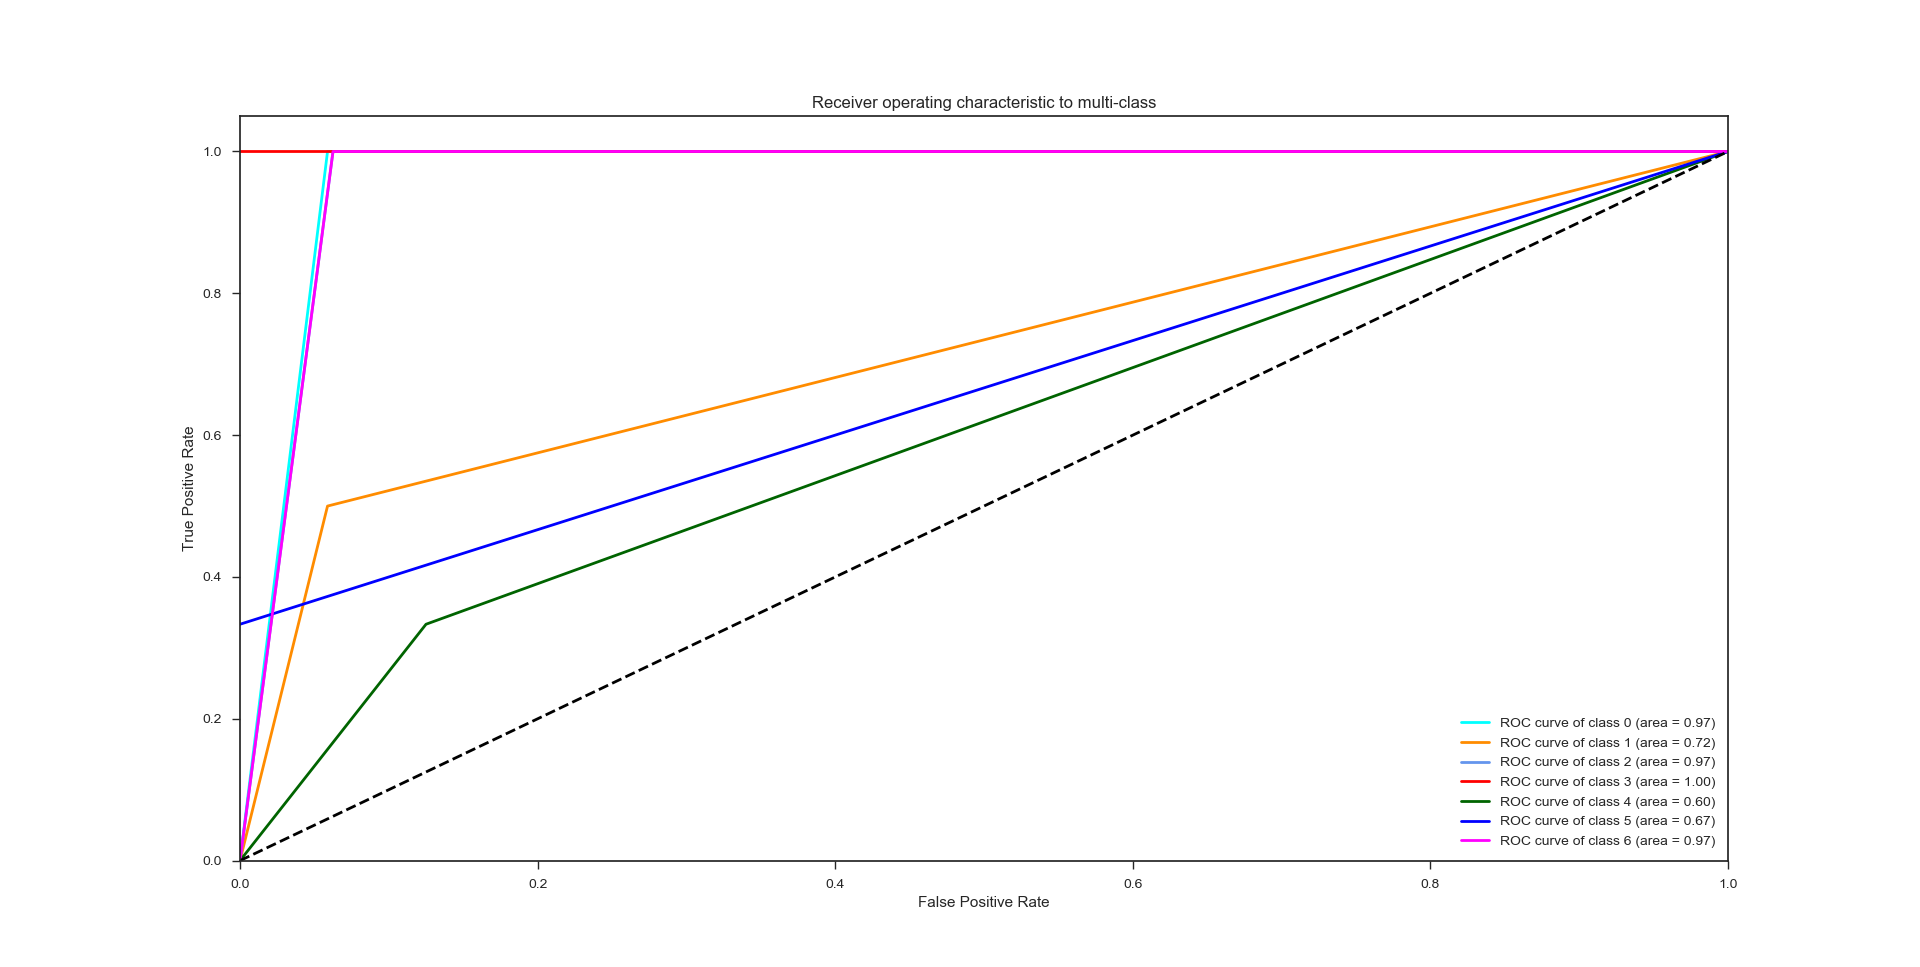 Receiver operating characteristic to multi-class
1.0
0.8
0.6
0.4
0.2
0.0
True Positive Rate
ROC curve of class 0 (area = 0.97)
ROC curve of class 1 (area = 0.72)
ROC curve of class 2 (area = 0.97)
ROC curve of class 3 (area = 1.00)
ROC curve of class 4 (area = 0.60)
ROC curve of class 5 (area = 0.67)
ROC curve of class 6 (area = 0.97)
0.0 0.2 0.4 0.6 0.8 1.0
False Positive Rate